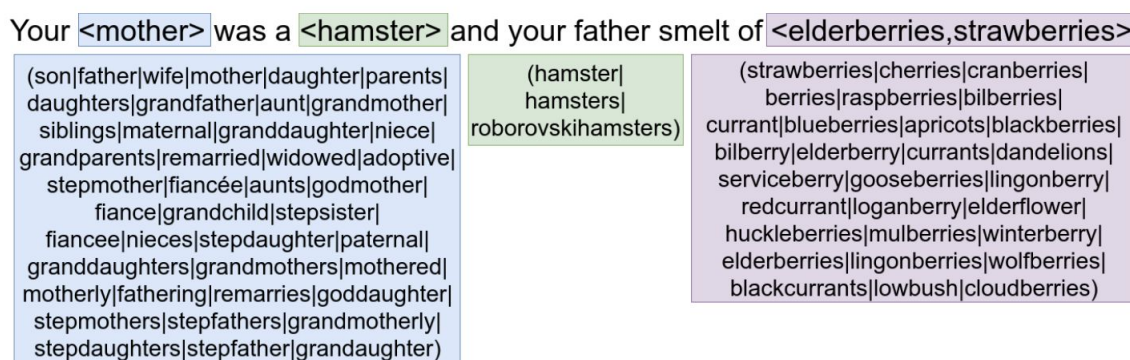 Your <mother> was a <hamster> and your father smelt of <elderberries,strawberries>
(son|father|wife|mother|daughter|parents|
daughters|grandfather|aunt|grandmother|
siblings|maternal|granddaughter|niece|
grandparents|remarried|widowed|adoptive|
stepmother|fiancée|aunts|godmother|
fiance|grandchild|stepsister|
fiancee|nieces|stepdaughter|paternal|
granddaughters|grandmothers|mothered|
motherly|fathering|remarries|goddaughter|
stepmothers|stepfathers|grandmotherly|
stepdaughters|stepfather|grandaughter)
(hamster|
hamsters|
roborovskihamsters)
(strawberries|cherries|cranberries|
berries|raspberries|bilberries|
currant|blueberries|apricots|blackberries|
bilberry|elderberry|currants|dandelions|
serviceberry|gooseberries|lingonberry|
redcurrant|loganberry|elderflower|
huckleberries|mulberries|winterberry|
elderberries|lingonberries|wolfberries|
blackcurrants|lowbush|cloudberries)